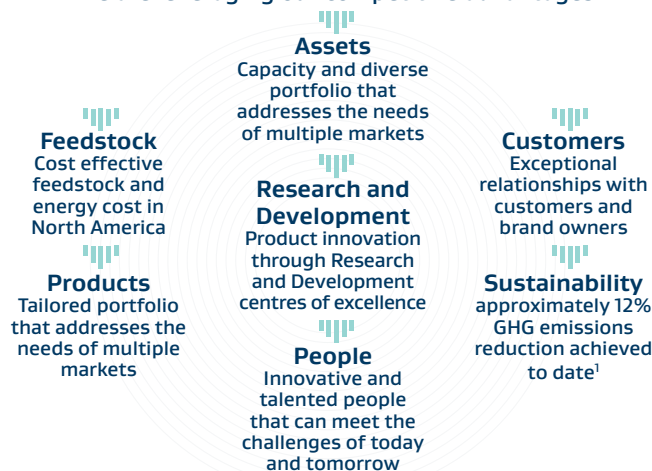 Assets
Capacity and diverse
portfolio that
addresses the needs
of multiple markets
Feedstock
Cost effective
feedstock and
energy cost in
North America
Customers
Exceptional
relationships with
customers and
brand owners
Research and
Development
Product innovation
through Research
and Development
centres of excellence
Products
Tailored portfolio
that addresses the
needs of multiple
markets
Sustainability
approximately 12%
GHG emissions
reduction achieved
to date¹
People
Innovative and
talented people
that can meet the
challenges of today
and tomorrow